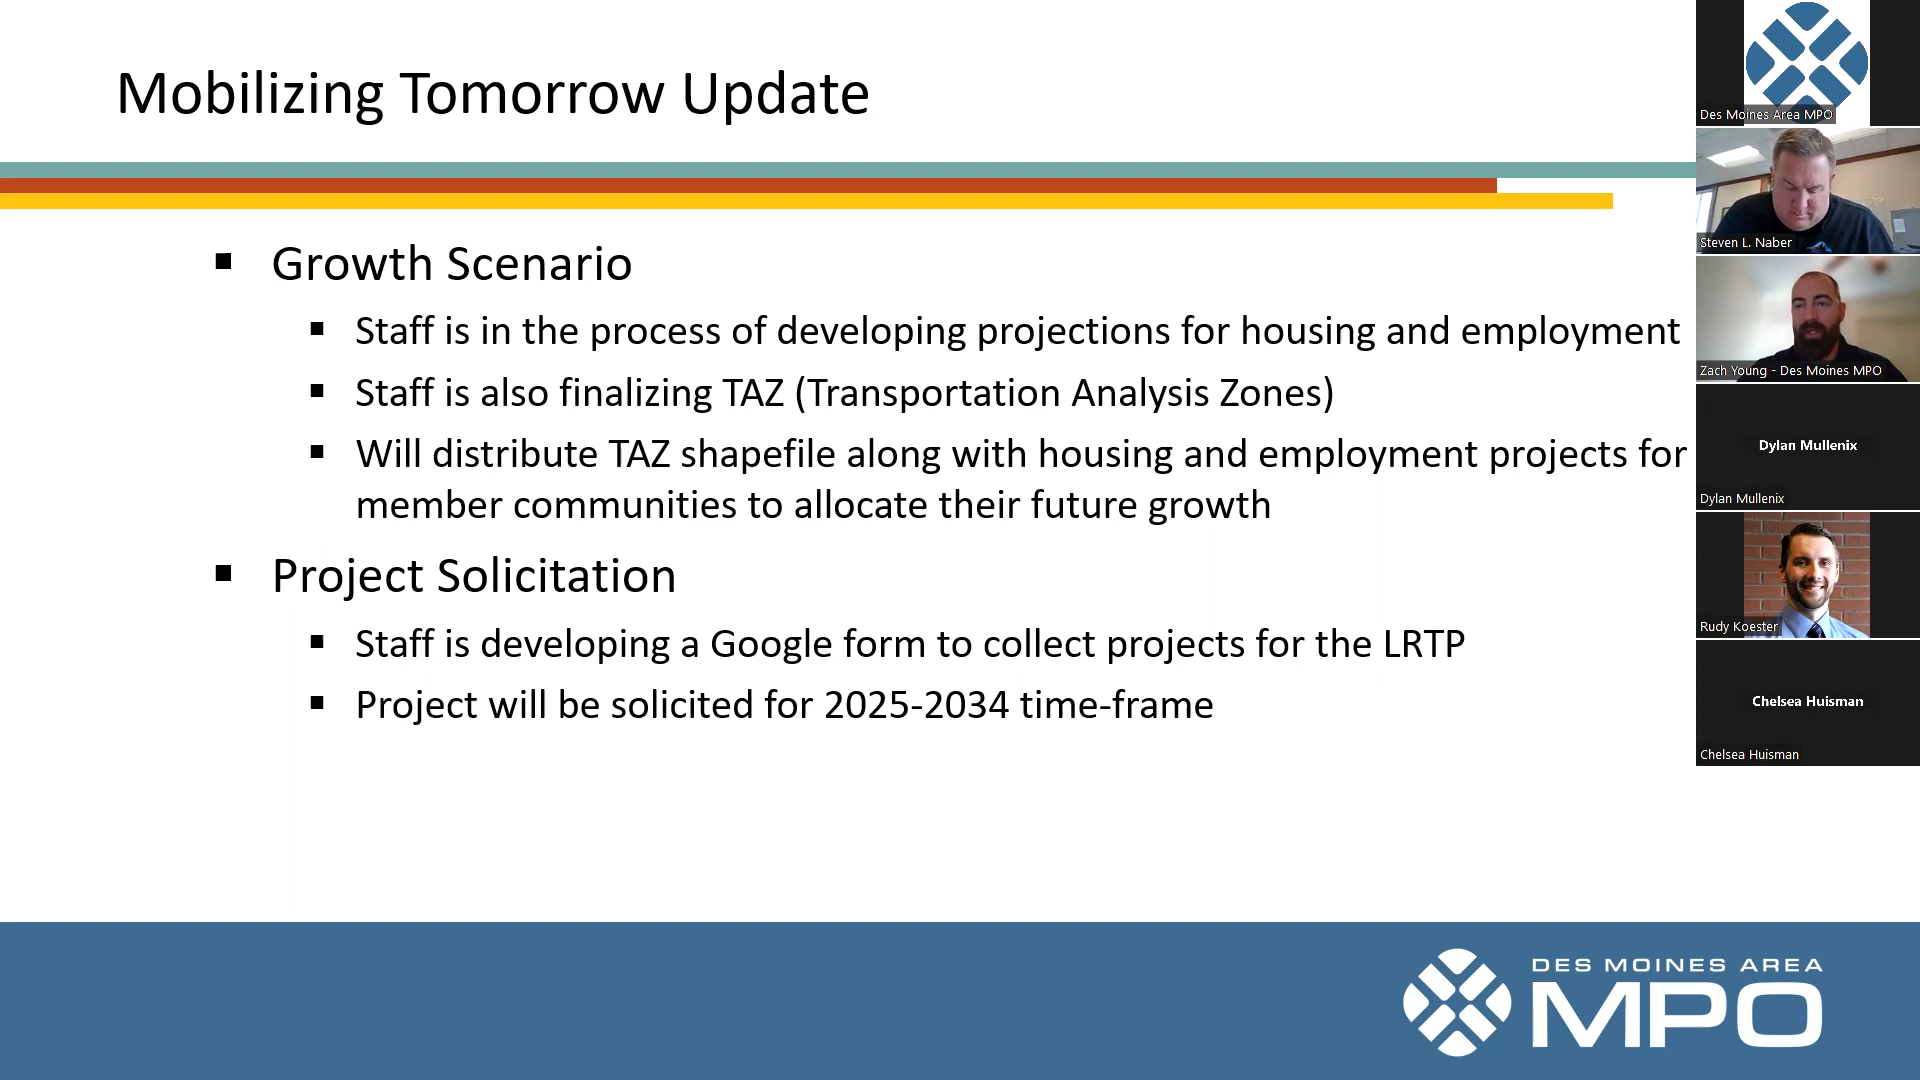 Mobilizing Tomorrow Update
Growth Scenario
Staff is in the process of developing projections for housing and employment
Staff is also finalizing TAZ (Transportation Analysis Zones)
Will distribute TAZ shapefile along with housing and employment projects for
member communities to allocate their future growth
Project Solicitation
Staff is developing a Google form to collect projects for the LRTP
Project will be solicited for 2025-2034 time-frame
DES MOINES AREA
MPO
Des Moines Area MPO
Steven L. Naber
Zach Young - Des Moines MPO
Dylan Mullenix
Dylan Mullenix
Rudy Koester
Chelsea Huisman
Chelsea Huisman